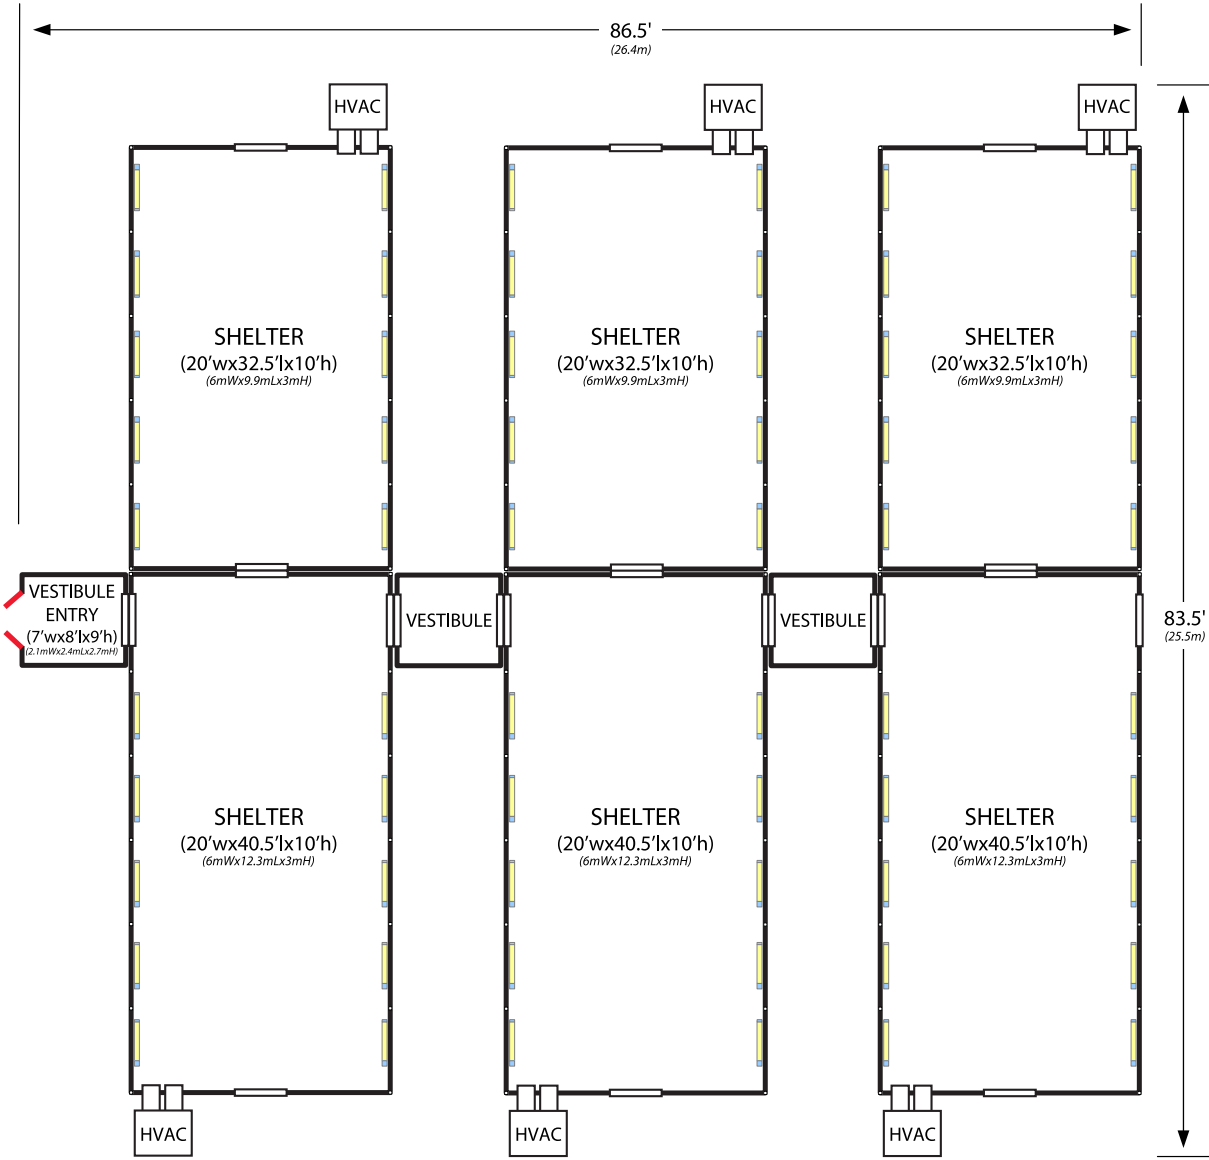 86.5'
(26.4m)
HVAC
HVAC
HVAC
SHELTER
(20'wx32.5'lx10'h)
(6mWx9.9mLx3mH)
SHELTER
(20'wx32.5'lx10'h)
(6mWx9.9mLx3mH)
SHELTER
(20'wx32.5'lx10'h)
(6mWx9.9mLx3mH)
VESTIBULE
ENTRY
(7'wx8'lx9'h)
(2.1mWx2.4mLx2.7mH)
VESTIBULE
VESTIBULE
83.5'
(25.5m)
SHELTER
(20'wx40.5'lx10'h)
(6mWx12.3mLx3mH)
SHELTER
(20'wx40.5'lx10'h)
(6mWx12.3mLx3mH)
SHELTER
(20'wx40.5'lx10'h)
(6mWx12.3mLx3mH)
HVAC
HVAC
HVAC